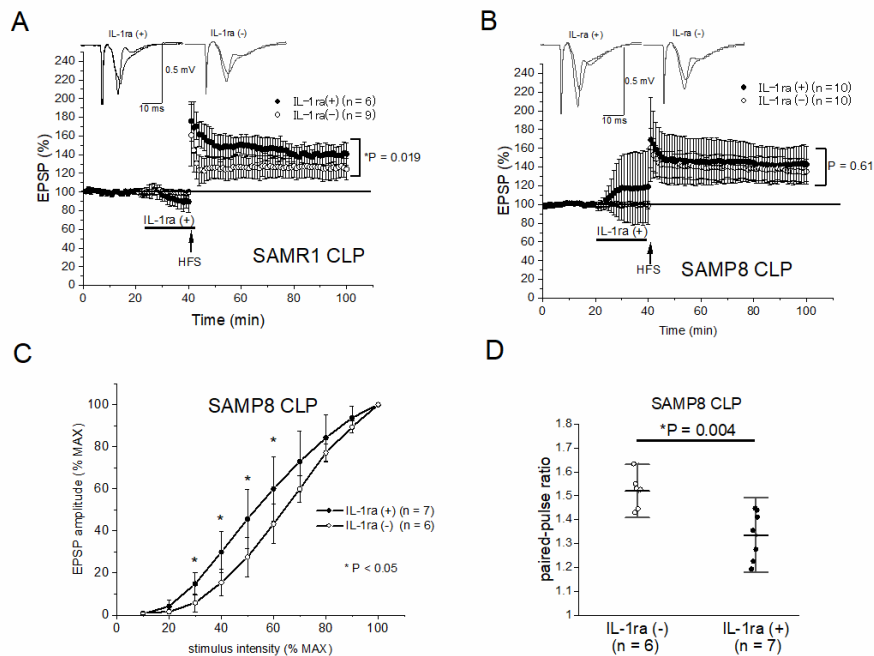 A
IL-1ra (+)
IL-1ra (-)
0.5 mV
10 ms
240
220
200
180
160
140
120
100
80
60
40
20
0
EPSP (%)
IL-1ra(+) (n = 6)
IL-1ra(-) (n = 9)
*P = 0.019
IL-1ra (+)
HFS
SAMR1 CLP
0 20 40 60 80 100
Time (min)
B
IL-ra (+)
IL-ra (-)
0.5 mV
10 ms
240
220
200
180
160
140
120
100
80
60
40
20
0
EPSP (%)
IL-1ra (+) (n = 10)
IL-1ra (-) (n = 10)
P = 0.61
IL-1ra (+)
HFS
SAMP8 CLP
0 20 40 60 80 100
Time (min)
C
SAMP8 CLP
100
80
60
40
20
0
EPSP amplitude (% MAX)
* * * *
IL-1ra (+) (n = 7)
IL-1ra (-) (n = 6)
* P < 0.05
0 20 40 60 80 100
stimulus intensity (% MAX)
D
SAMP8 CLP
*P = 0.004
1.8
1.7
1.6
1.5
1.4
1.3
1.2
1.1
1
paired-pulse ratio
IL-1ra (-)
(n = 6)
IL-1ra (+)
(n = 7)